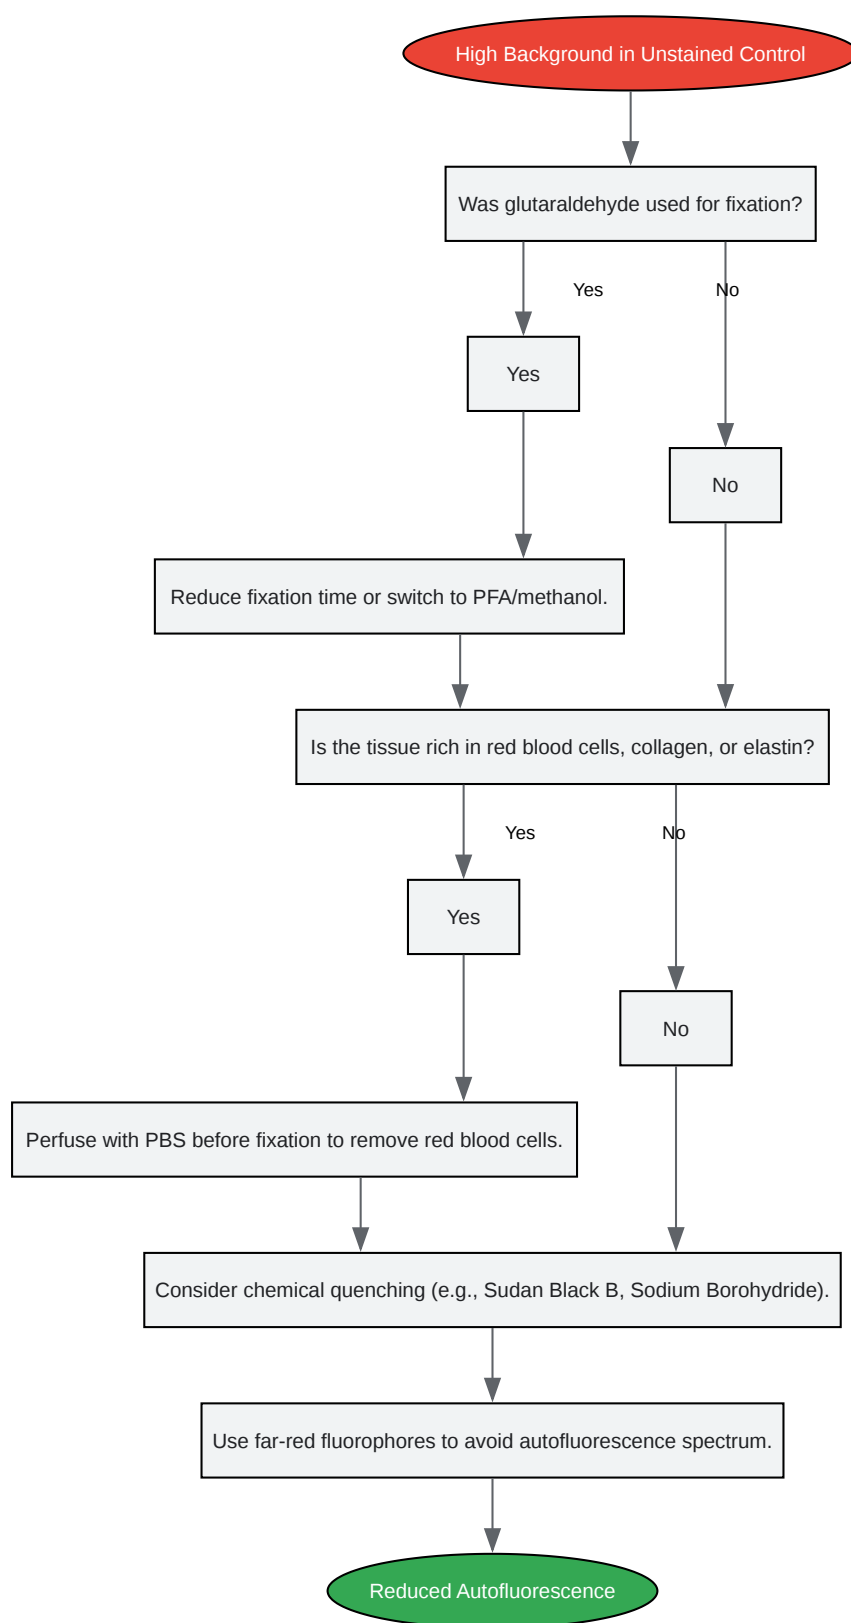 High Background in Unstained Control
Was glutaraldehyde used for fixation?
Yes
No
Yes
No
Reduce fixation time or switch to PFA/methanol.
Is the tissue rich in red blood cells, collagen, or elastin?
Yes
No
Yes
No
Perfuse with PBS before fixation to remove red blood cells.
Consider chemical quenching (e.g., Sudan Black B, Sodium Borohydride).
Use far-red fluorophores to avoid autofluorescence spectrum.
Reduced Autofluorescence